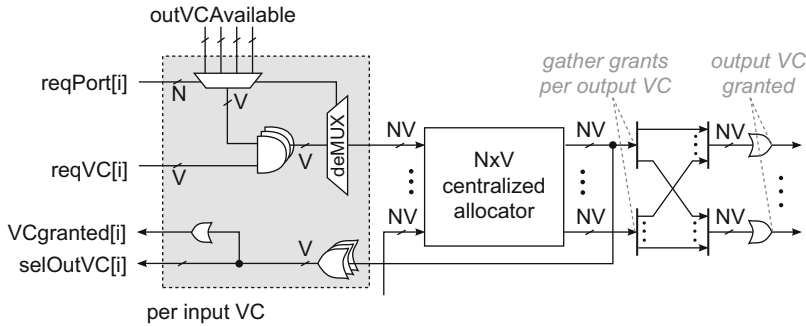 outVCAvailable
reqPort[i]
N
V
reqVC[i]
V
V
deMUX
NV
NV
NxV
centralized
allocator
NV
NV
gather grants
per output VC
output VC
granted
NV
NV
VCgranted[i]
selOutVC[i]
V
per input VC